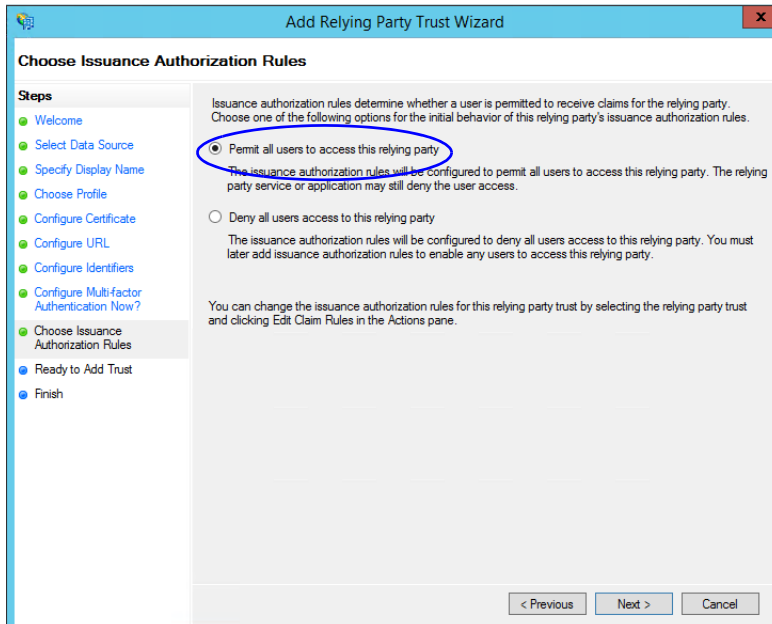 Add Relying Party Trust Wizard
x
Choose Issuance Authorization Rules
Steps
Welcome
Select Data Source
Specify Display Name
Choose Profile
Configure Certificate
Configure URL
Configure Identifiers
Configure Multi-factor
Authentication Now?
Choose Issuance
Authorization Rules
Ready to Add Trust
Finish
Issuance authorization rules determine whether a user is permitted to receive claims for the relying party.
Choose one of the following options for the initial behavior of this relying party's issuance authorization rules.
Permit all users to access this relying party
The issuance authorization rules will be configured to permit all users to access this relying party. The relying
party service or application may still deny the user access.
Deny all users access to this relying party
The issuance authorization rules will be configured to deny all users access to this relying party. You must
later add issuance authorization rules to enable any users to access this relying party.
You can change the issuance authorization rules for this relying party trust by selecting the relying party trust
and clicking Edit Claim Rules in the Actions pane.
< Previous
Next >
Cancel